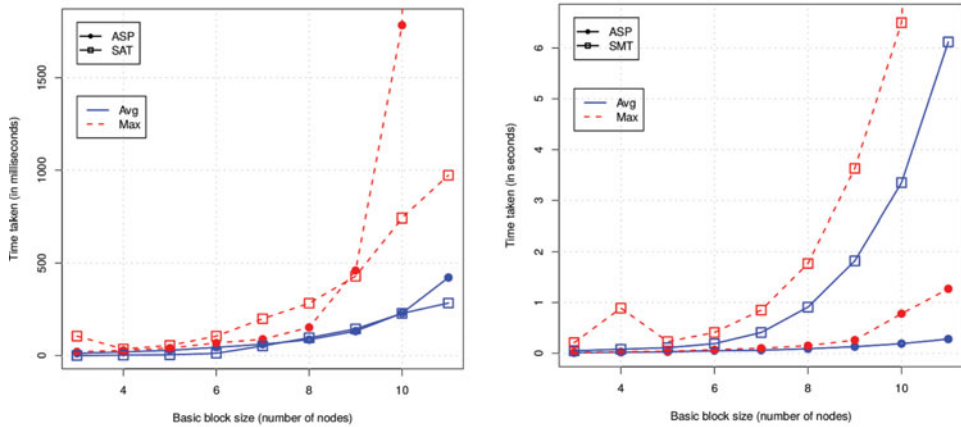 ASP
SAT
Avg
Max
Time taken (in milliseconds)
0
500
1000
1500
4
6
8
10
Basic block size (number of nodes)
ASP
SMT
Avg
Max
Time taken (in seconds)
0
1
2
3
4
5
6
4
6
8
10
Basic block size (number of nodes)